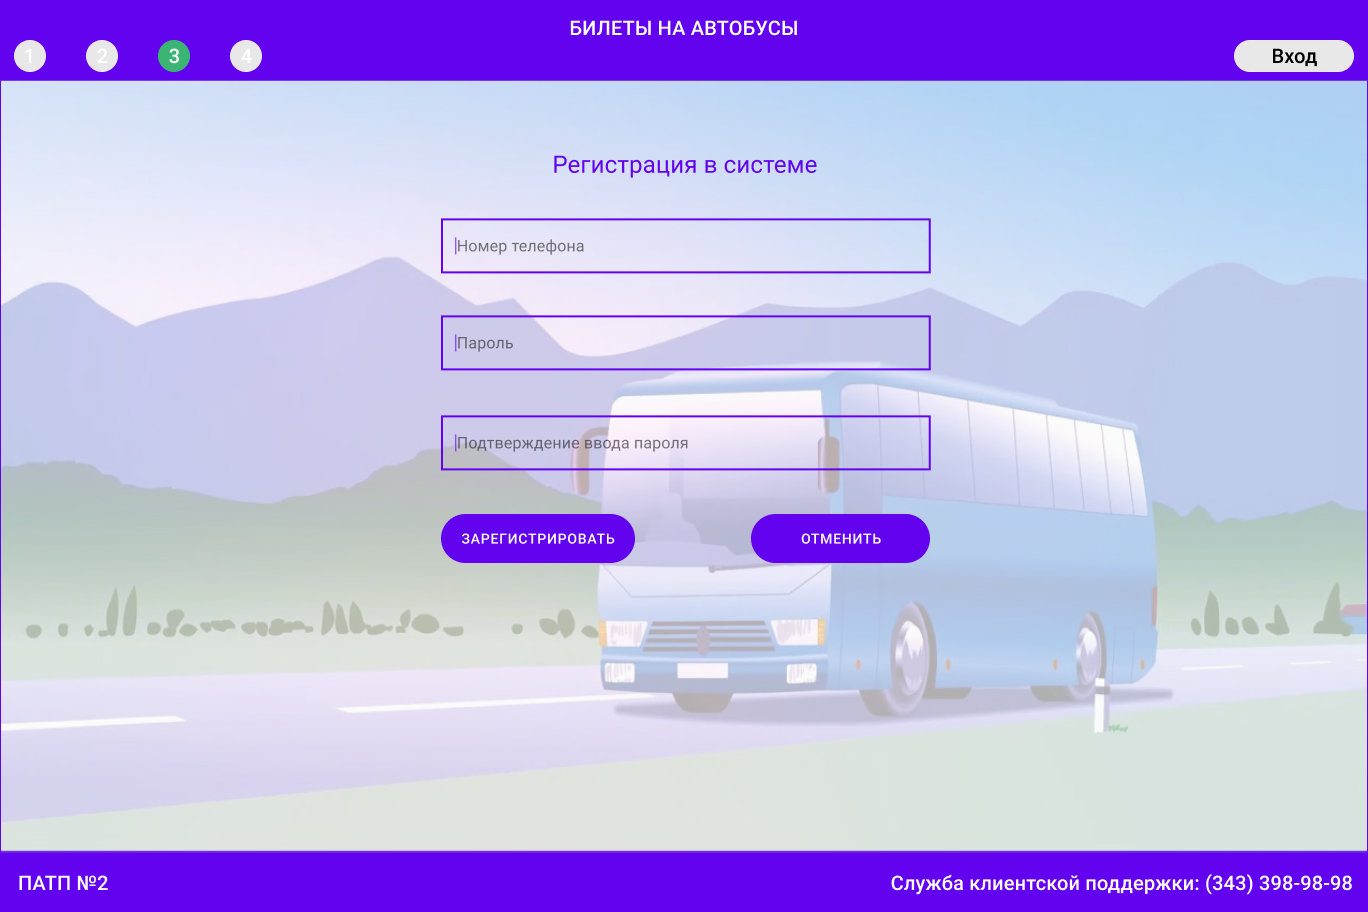 БИЛЕТЫ НА АВТОБУСЫ
1 2 3 4
Вход
Регистрация в системе
Номер телефона
Пароль
Подтверждение ввода пароля
ЗАРЕГИСТРИРОВАТЬ ОТМЕНИТЬ
ПАТП №2 Служба клиентской поддержки: (343) 398-98-98